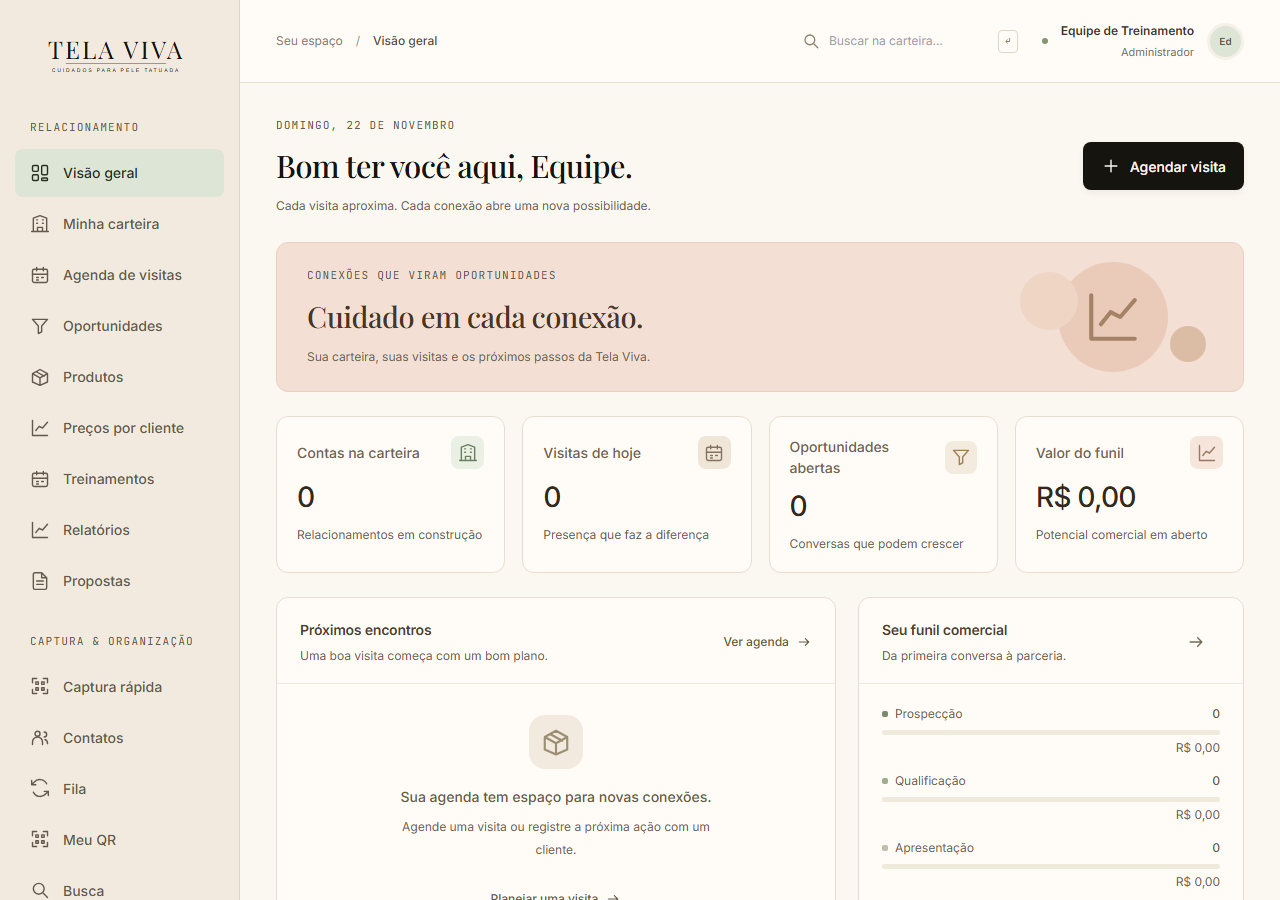 TELA VIVA
CUIDADOS PARA PELE TATUADA
RELACIONAMENTO
Visão geral
Minha carteira
Agenda de visitas
Oportunidades
Produtos
Preços por cliente
Treinamentos
Relatórios
Propostas
CAPTURA & ORGANIZAÇÃO
Captura rápida
Contatos
Fila
Meu QR
Busca
Seu espaço / Visão geral
Buscar na carteira...
↵
Equipe de Treinamento
Administrador
Ed
DOMINGO, 22 DE NOVEMBRO
Bom ter você aqui, Equipe.
Cada visita aproxima. Cada conexão abre uma nova possibilidade.
Agendar visita
CONEXÕES QUE VIRAM OPORTUNIDADES
Cuidado em cada conexão.
Sua carteira, suas visitas e os próximos passos da Tela Viva.
Contas na carteira
0
Relacionamentos em construção
Visitas de hoje
0
Presença que faz a diferença
Oportunidades
abertas
0
Conversas que podem crescer
Valor do funil
R$ 0,00
Potencial comercial em aberto
Próximos encontros
Uma boa visita começa com um bom plano.
Ver agenda →
Sua agenda tem espaço para novas conexões.
Agende uma visita ou registre a próxima ação com um
cliente.
Planejar uma visita →
Seu funil comercial
Da primeira conversa à parceria.
→
Prospecção 0
R$ 0,00
Qualificação 0
R$ 0,00
Apresentação 0
R$ 0,00